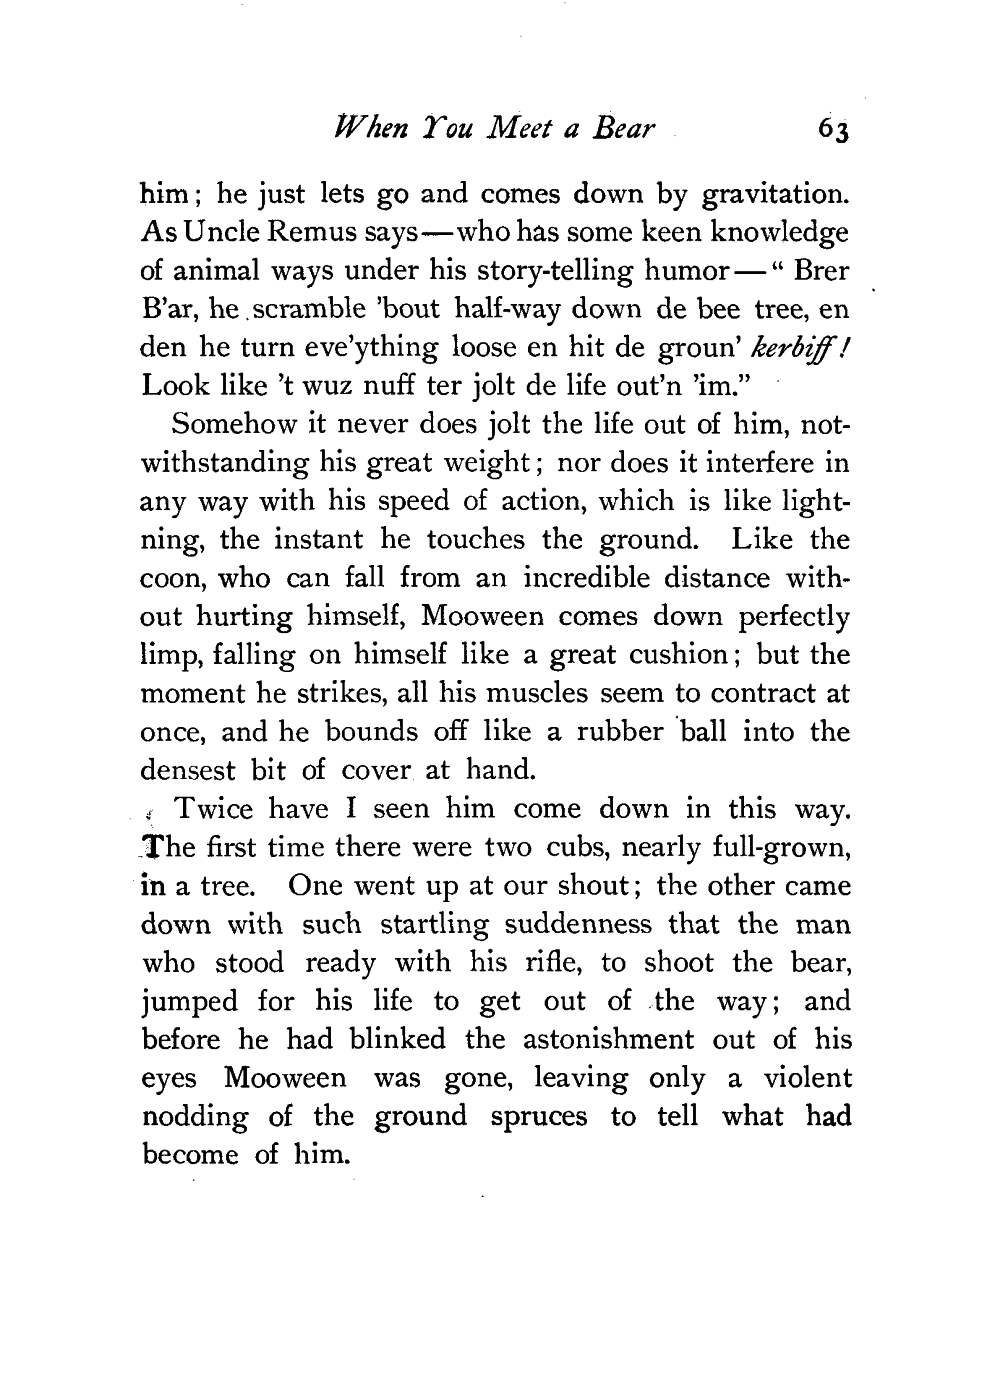 When You Meet a Bear 63
him; he just lets go and comes down by gravitation.
As Uncle Remus says—who has some keen knowledge
of animal ways under his story-telling humor—“ Brer
B’ar, he scramble ’bout half-way down de bee tree, en
den he turn eve’ything loose en hit de groun’ kerbiff!
Look like ’t wuz nuff ter jolt de life out’n ’im.”
Somehow it never does jolt the life out of him, not-
withstanding his great weight; nor does it interfere in
any way with his speed of action, which is like light-
ning, the instant he touches the ground. Like the
coon, who can fall from an incredible distance with-
out hurting himself, Mooween comes down perfectly
limp, falling on himself like a great cushion; but the
moment he strikes, all his muscles seem to contract at
once, and he bounds off like a rubber ball into the
densest bit of cover at hand.
Twice have I seen him come down in this way.
The first time there were two cubs, nearly full-grown,
in a tree. One went up at our shout; the other came
down with such startling suddenness that the man
who stood ready with his rifle, to shoot the bear,
jumped for his life to get out of the way; and
before he had blinked the astonishment out of his
eyes Mooween was gone, leaving only a violent
nodding of the ground spruces to tell what had
become of him.